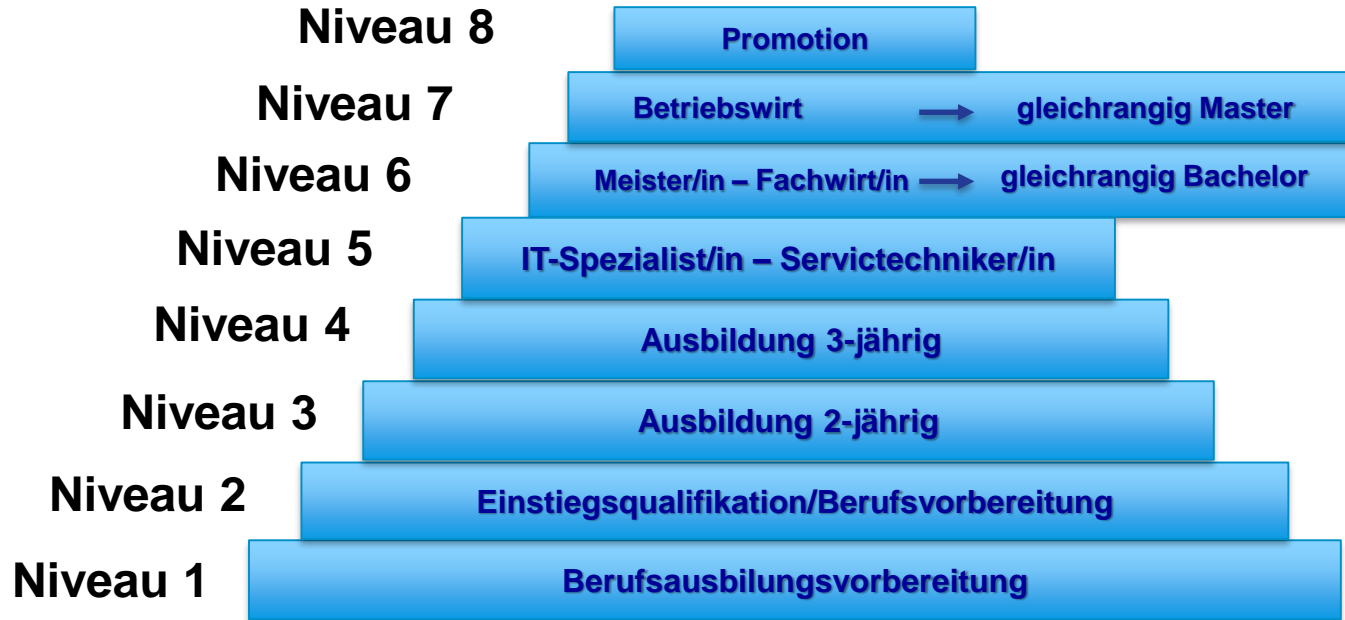 Niveau 8 Promotion
Niveau 7 Betriebswirt gleichrangig Master
Niveau 6 Meister/in – Fachwirt/in gleichrangig Bachelor
Niveau 5 IT-Spezialist/in – Servictechniker/in
Niveau 4 Ausbildung 3-jährig
Niveau 3 Ausbildung 2-jährig
Niveau 2 Einstiegsqualifikation/Berufsvorbereitung
Niveau 1 Berufsausbilungsvorbereitung